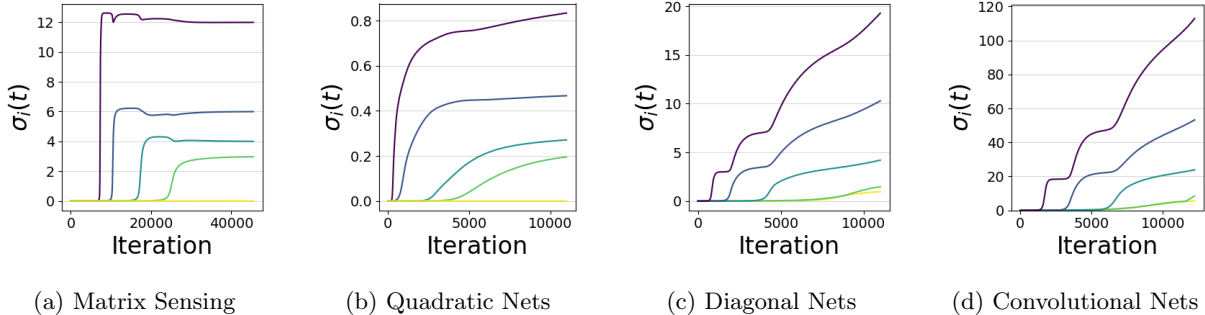 12
10
8
6
4
2
0
σᵢ(t)
0 20000 40000
Iteration
(a) Matrix Sensing
0.8
0.6
0.4
0.2
0.0
σᵢ(t)
0 5000 10000
Iteration
(b) Quadratic Nets
20
15
10
5
0
σᵢ(t)
0 5000 10000
Iteration
(c) Diagonal Nets
120
100
80
60
40
20
0
σᵢ(t)
0 5000 10000
Iteration
(d) Convolutional Nets